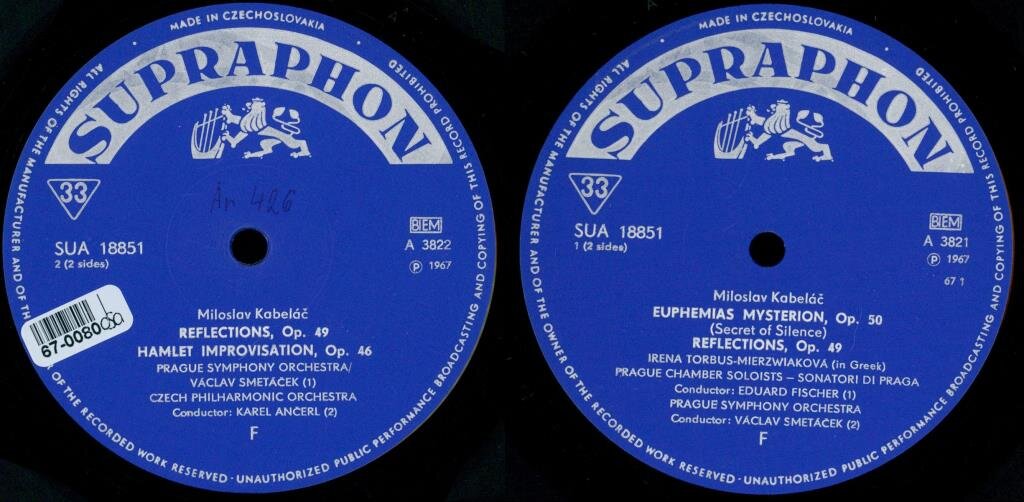 MADE IN CZECHOSLOVAKIA
ALL RIGHTS OF THE MANUFACTURER AND OF TH
E OF THE RECORDED WORK RESERVED - UNAUTHORIZED PUBLIC PERFORMANCE BROADCASTING AND COPYING OF THIS RECORD PROHIBITED
SUPRAPHON
33
An 426
SUA 18851
2 (2 sides)
BIEM
A 3822
Ⓟ 1967
67-0080
Miloslav Kabeláč
REFLECTIONS, Op. 49
HAMLET IMPROVISATION, Op. 46
PRAGUE SYMPHONY ORCHESTRA/
VÁCLAV SMETÁČEK (1)
CZECH PHILHARMONIC ORCHESTRA
Conductor: KAREL ANČERL (2)
F
MADE IN CZECHOSLOVAKIA
ALL RIGHTS OF THE MANUFACTURER AND OF THE OWNER OF THE RECORDED WORK RESERVED - UNAUTHORIZED PUBLIC PERFORMANCE BROADCASTING AND COPYING OF THIS RECORD PROHIBITED
SUPRAPHON
33
SUA 18851
1 (2 sides)
BIEM
A 3821
Ⓟ 1967
67 1
Miloslav Kabeláč
EUPHEMIAS MYSTERION, Op. 50
(Secret of Silence)
REFLECTIONS, Op. 49
IRENA TORBUS-MIERZWIAKOVA (in Greek)
PRAGUE CHAMBER SOLOISTS – SONATORI DI PRAGA
Conductor: EDUARD FISCHER (1)
PRAGUE SYMPHONY ORCHESTRA
Conductor: VÁCLAV SMETÁČEK (2)
F